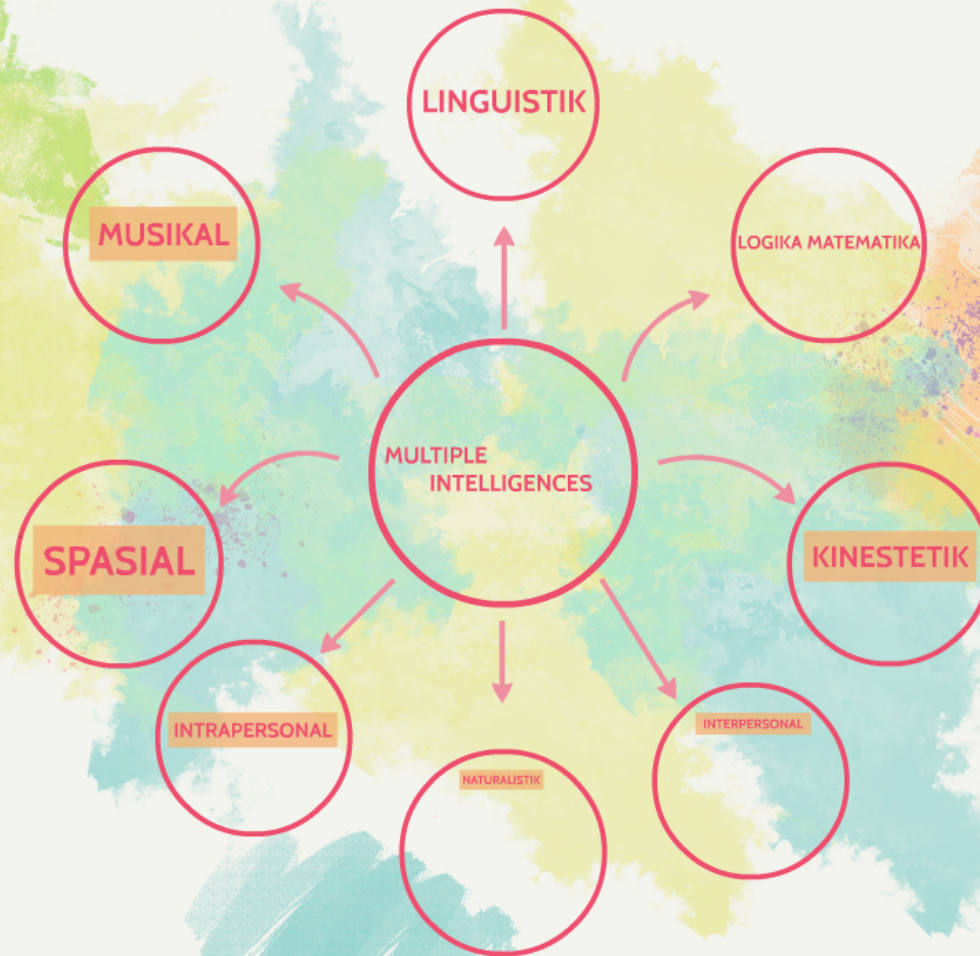 LINGUISTIK
MUSIKAL
LOGIKA MATEMATIKA
MULTIPLE
INTELLIGENCES
SPASIAL
KINESTETIK
INTRAPERSONAL
INTERPERSONAL
NATURALISTIK